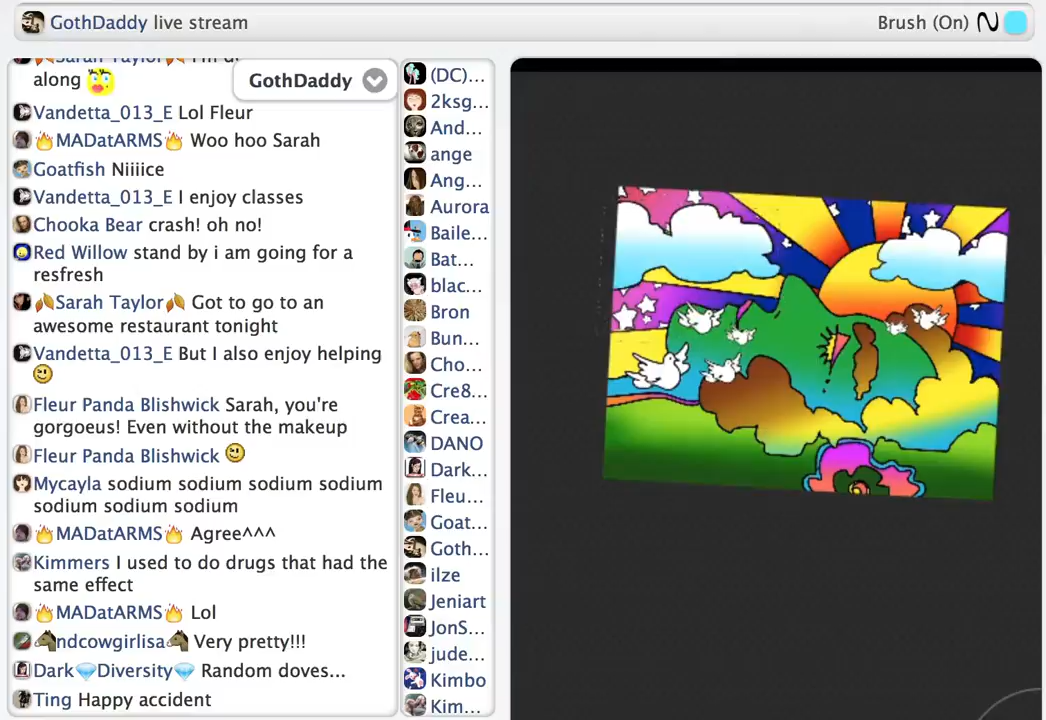 GothDaddy live stream
Brush (On)
along
GothDaddy
Vandetta_013_E Lol Fleur
🔥MADatARMS🔥 Woo hoo Sarah
Goatfish Niiiice
Vandetta_013_E I enjoy classes
Chooka Bear crash! oh no!
Red Willow stand by i am going for a
resfresh
🍂Sarah Taylor🍂 Got to go to an
awesome restaurant tonight
Vandetta_013_E But I also enjoy helping
Fleur Panda Blishwick Sarah, you're
gorgoeus! Even without the makeup
Fleur Panda Blishwick
Mycayla sodium sodium sodium sodium
sodium sodium sodium
🔥MADatARMS🔥 Agree^^^
Kimmers I used to do drugs that had the
same effect
🔥MADatARMS🔥 Lol
🐴ndcowgirlisa🐴 Very pretty!!!
Dark💎Diversity💎 Random doves...
Ting Happy accident
(DC)...
2ksg...
And...
ange
Ang...
Aurora
Baile...
Bat...
blac...
Bron
Bun...
Cho...
Cre8...
Crea...
DANO
Dark...
Fleu...
Goat...
Goth...
ilze
Jeniart
JonS...
jude...
Kimbo
Kim...